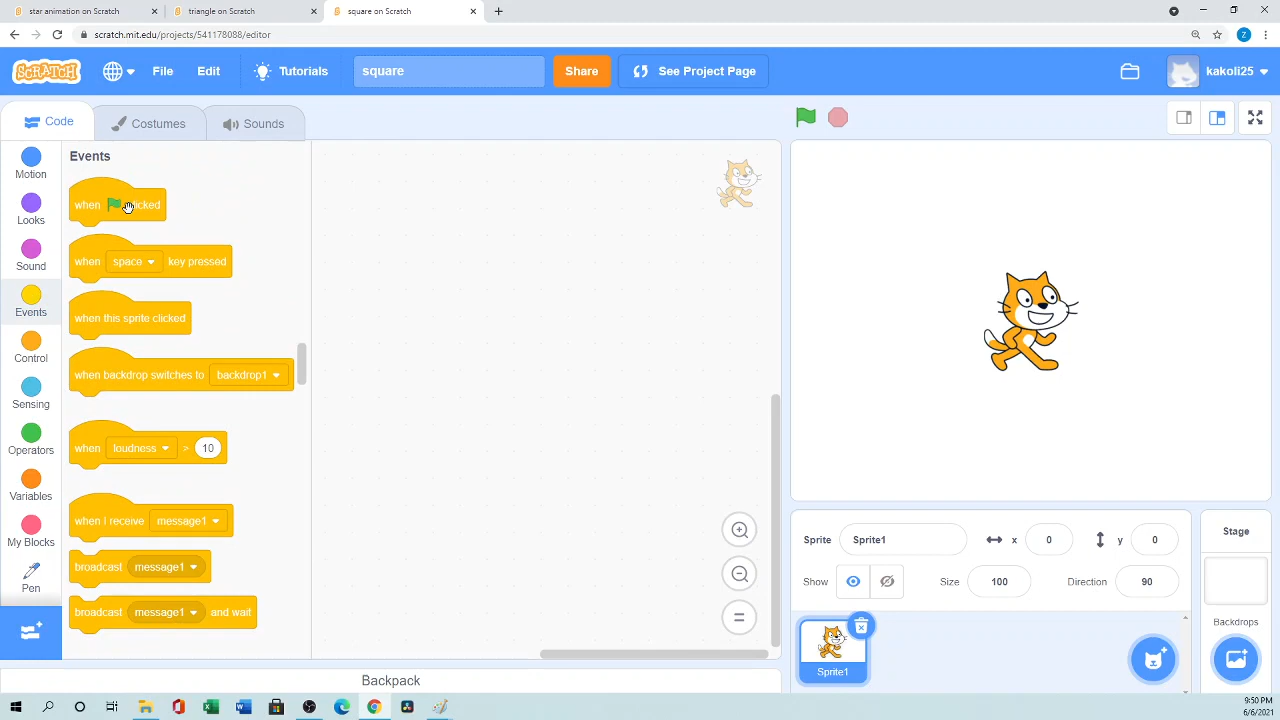 star animation on Scratch
triangle on Scratch
square on Scratch
scratch.mit.edu/projects/541178088/editor
Z
SCRATCH
File
Edit
Tutorials
square
Share
See Project Page
kakoli25
Code
Costumes
Sounds
Motion
Looks
Sound
Events
Control
Sensing
Operators
Variables
My Blocks
Pen
Events
when clicked
when space key pressed
when this sprite clicked
when backdrop switches to backdrop1
when loudness > 10
when I receive message1
broadcast message1
broadcast message1 and wait
Sprite Sprite1 x 0 y 0
Show Size 100 Direction 90
Sprite1
Stage
Backdrops
Backpack
9:50 PM
6/6/2021